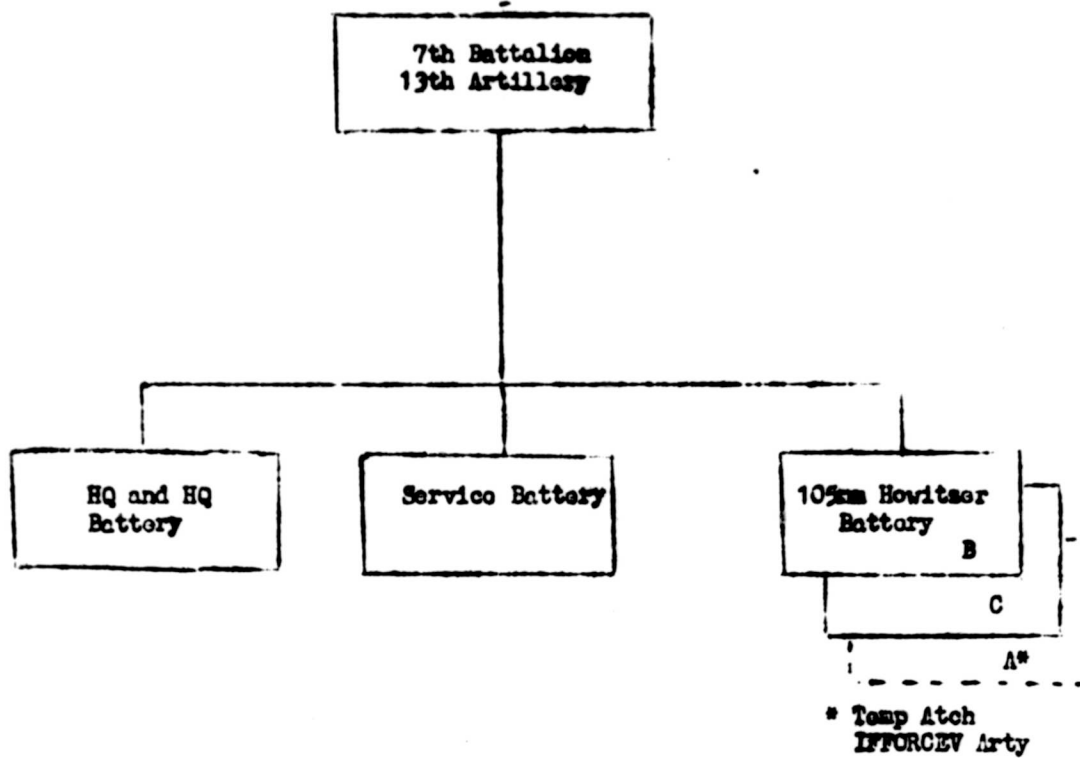 7th Battalion
13th Artillery
HQ and HQ
Battery
Service Battery
105mm Howitzer
Battery
B
C
A*
* Temp Atch
IFFORCEV Arty